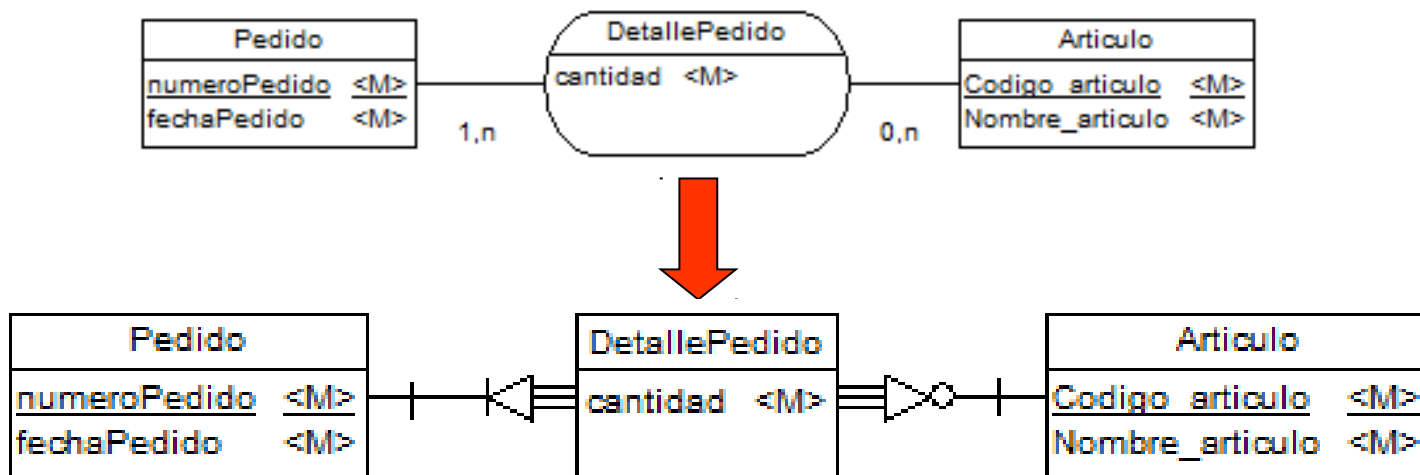 Pedido
numeroPedido <M>
fechaPedido <M>
1,n
DetallePedido
cantidad <M>
0,n
Articulo
Codigo_articulo <M>
Nombre_articulo <M>
Pedido
numeroPedido <M>
fechaPedido <M>
DetallePedido
cantidad <M>
Articulo
Codigo_articulo <M>
Nombre_articulo <M>